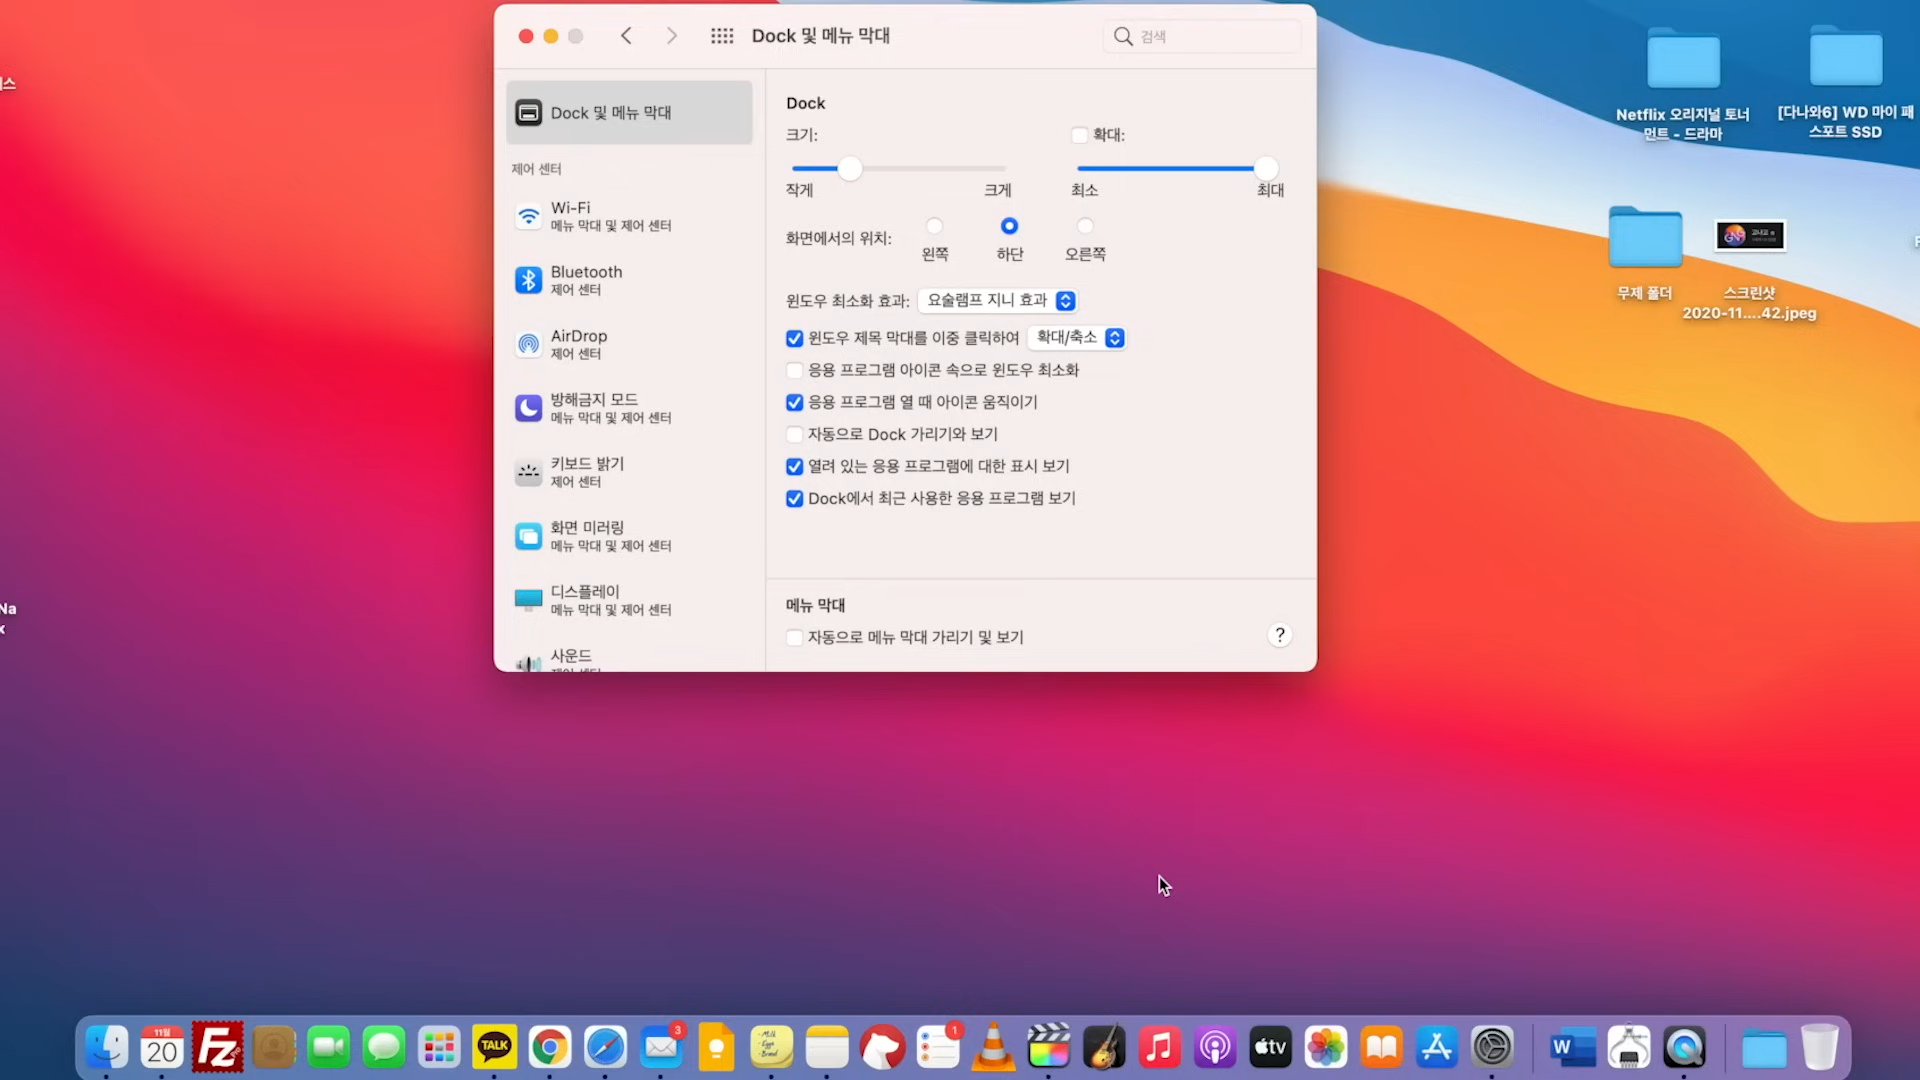 Dock 및 메뉴 막대
검색
Dock 및 메뉴 막대
제어 센터
Wi-Fi
메뉴 막대 및 제어 센터
Bluetooth
제어 센터
AirDrop
제어 센터
방해금지 모드
메뉴 막대 및 제어 센터
키보드 밝기
제어 센터
화면 미러링
메뉴 막대 및 제어 센터
디스플레이
메뉴 막대 및 제어 센터
사운드
Dock
크기:
확대:
작게
크게
최소
최대
화면에서의 위치:
왼쪽
하단
오른쪽
윈도우 최소화 효과:
요술램프 지니 효과
윈도우 제목 막대를 이중 클릭하여
확대/축소
응용 프로그램 아이콘 속으로 윈도우 최소화
응용 프로그램 열 때 아이콘 움직이기
자동으로 Dock 가리기와 보기
열려 있는 응용 프로그램에 대한 표시 보기
Dock에서 최근 사용한 응용 프로그램 보기
메뉴 막대
자동으로 메뉴 막대 가리기 및 보기
?
Netflix 오리지널 토너
먼트 - 드라마
[다나와6] WD 마이 패
스포트 SSD
무제 폴더
스크린샷
2020-11....42.jpeg
Na
x
11월
20
Fz
TALK
3
1
tv
W